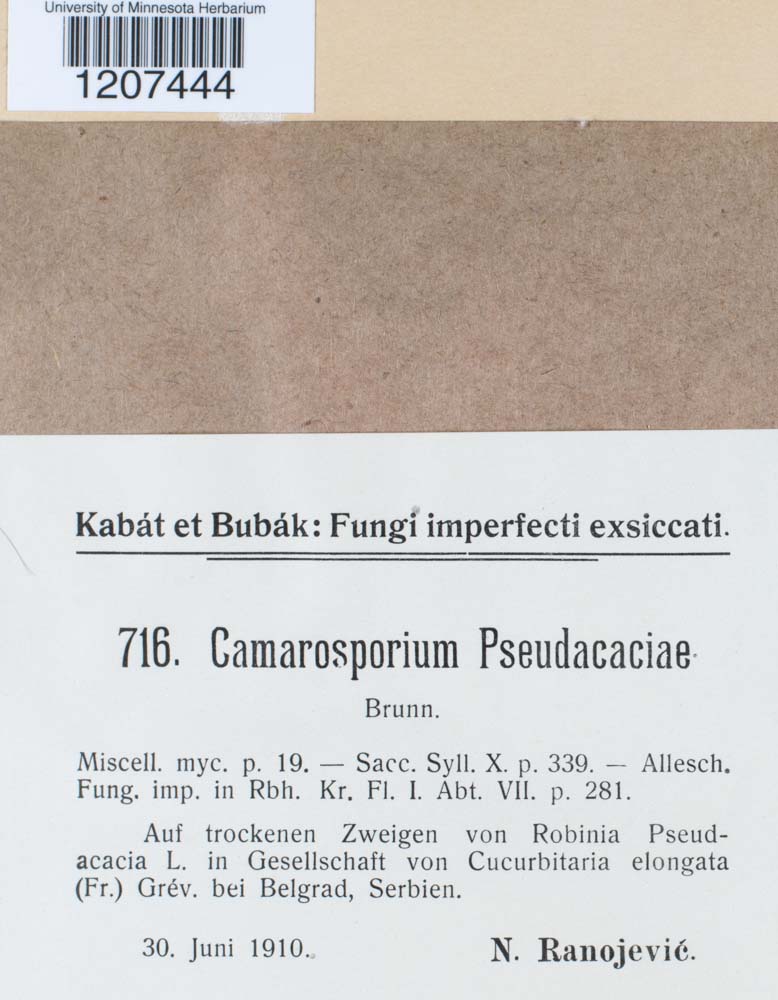 University of Minnesota Herbarium
1207444
Kabát et Bubák: Fungi imperfecti exsiccati.
716. Camarosporium Pseudacaciae
Brunn.
Miscell. myc. p. 19. — Sacc. Syll. X. p. 339. — Allesch.
Fung. imp. in Rbh. Kr. Fl. I. Abt. VII. p. 281.
Auf trockenen Zweigen von Robinia Pseud-
acacia L. in Gesellschaft von Cucurbitaria elongata
(Fr.) Grév. bei Belgrad, Serbien.
30. Juni 1910. N. Ranojević.